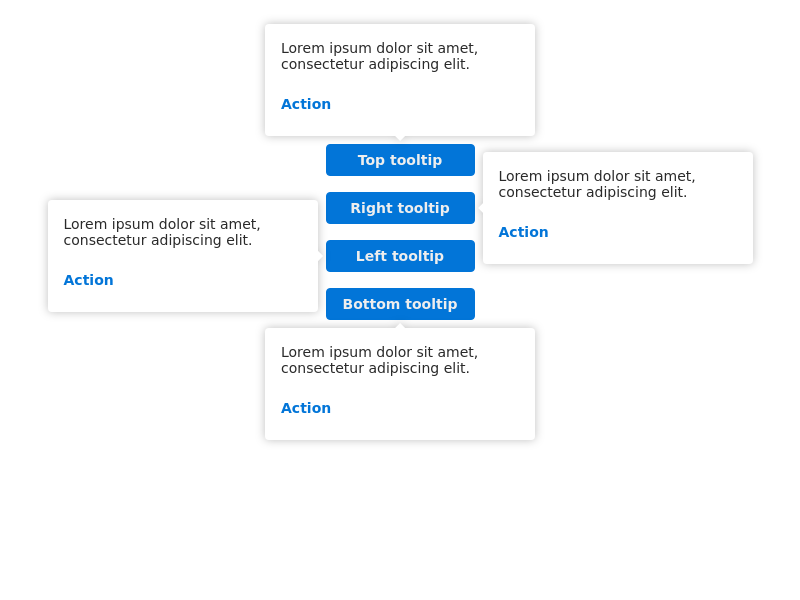 Lorem ipsum dolor sit amet,
consectetur adipiscing elit.
Action
Top tooltip
Right tooltip
Lorem ipsum dolor sit amet,
consectetur adipiscing elit.
Action
Lorem ipsum dolor sit amet,
consectetur adipiscing elit.
Action
Left tooltip
Bottom tooltip
Lorem ipsum dolor sit amet,
consectetur adipiscing elit.
Action